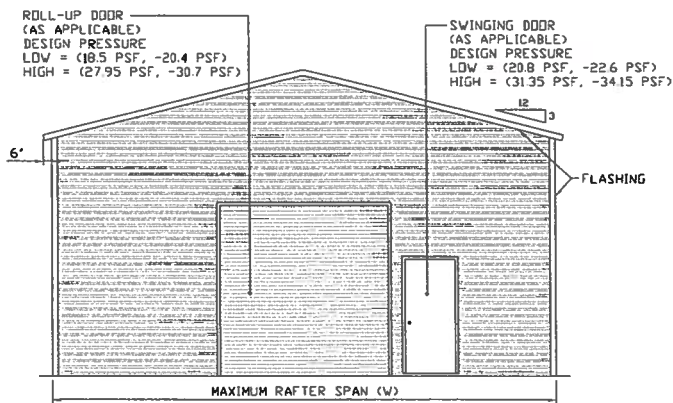 ROLL-UP DOOR
(AS APPLICABLE)
DESIGN PRESSURE
LOW = (18.5 PSF, -20.4 PSF)
HIGH = (27.95 PSF, -30.7 PSF)
SWINGING DOOR
(AS APPLICABLE)
DESIGN PRESSURE
LOW = (20.8 PSF, -22.6 PSF)
HIGH = (31.35 PSF, -34.15 PSF)
12
3
6"
FLASHING
MAXIMUM RAFTER SPAN (W)